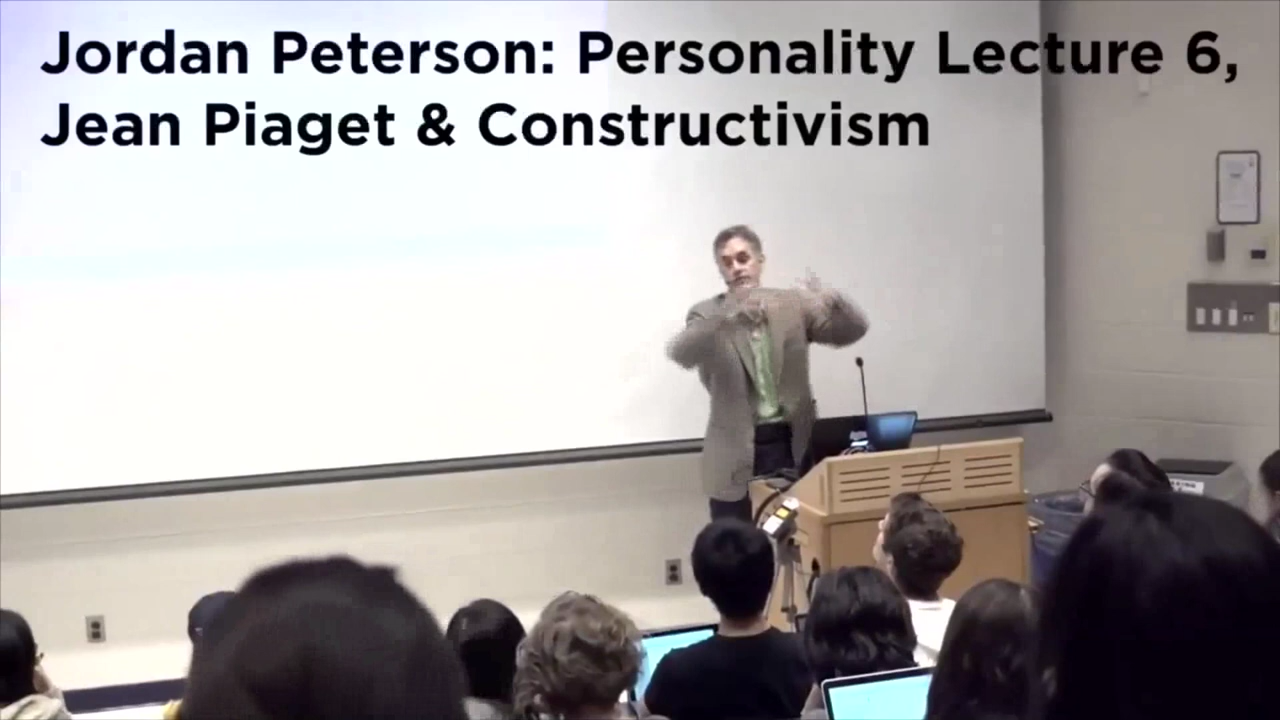 Jordan Peterson: Personality Lecture 6,
Jean Piaget & Constructivism